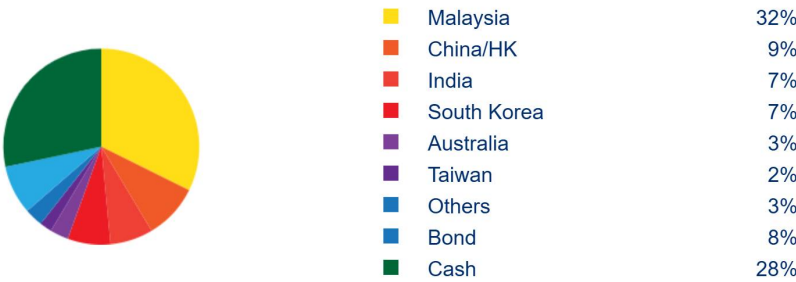 Malaysia 32%
China/HK 9%
India 7%
South Korea 7%
Australia 3%
Taiwan 2%
Others 3%
Bond 8%
Cash 28%